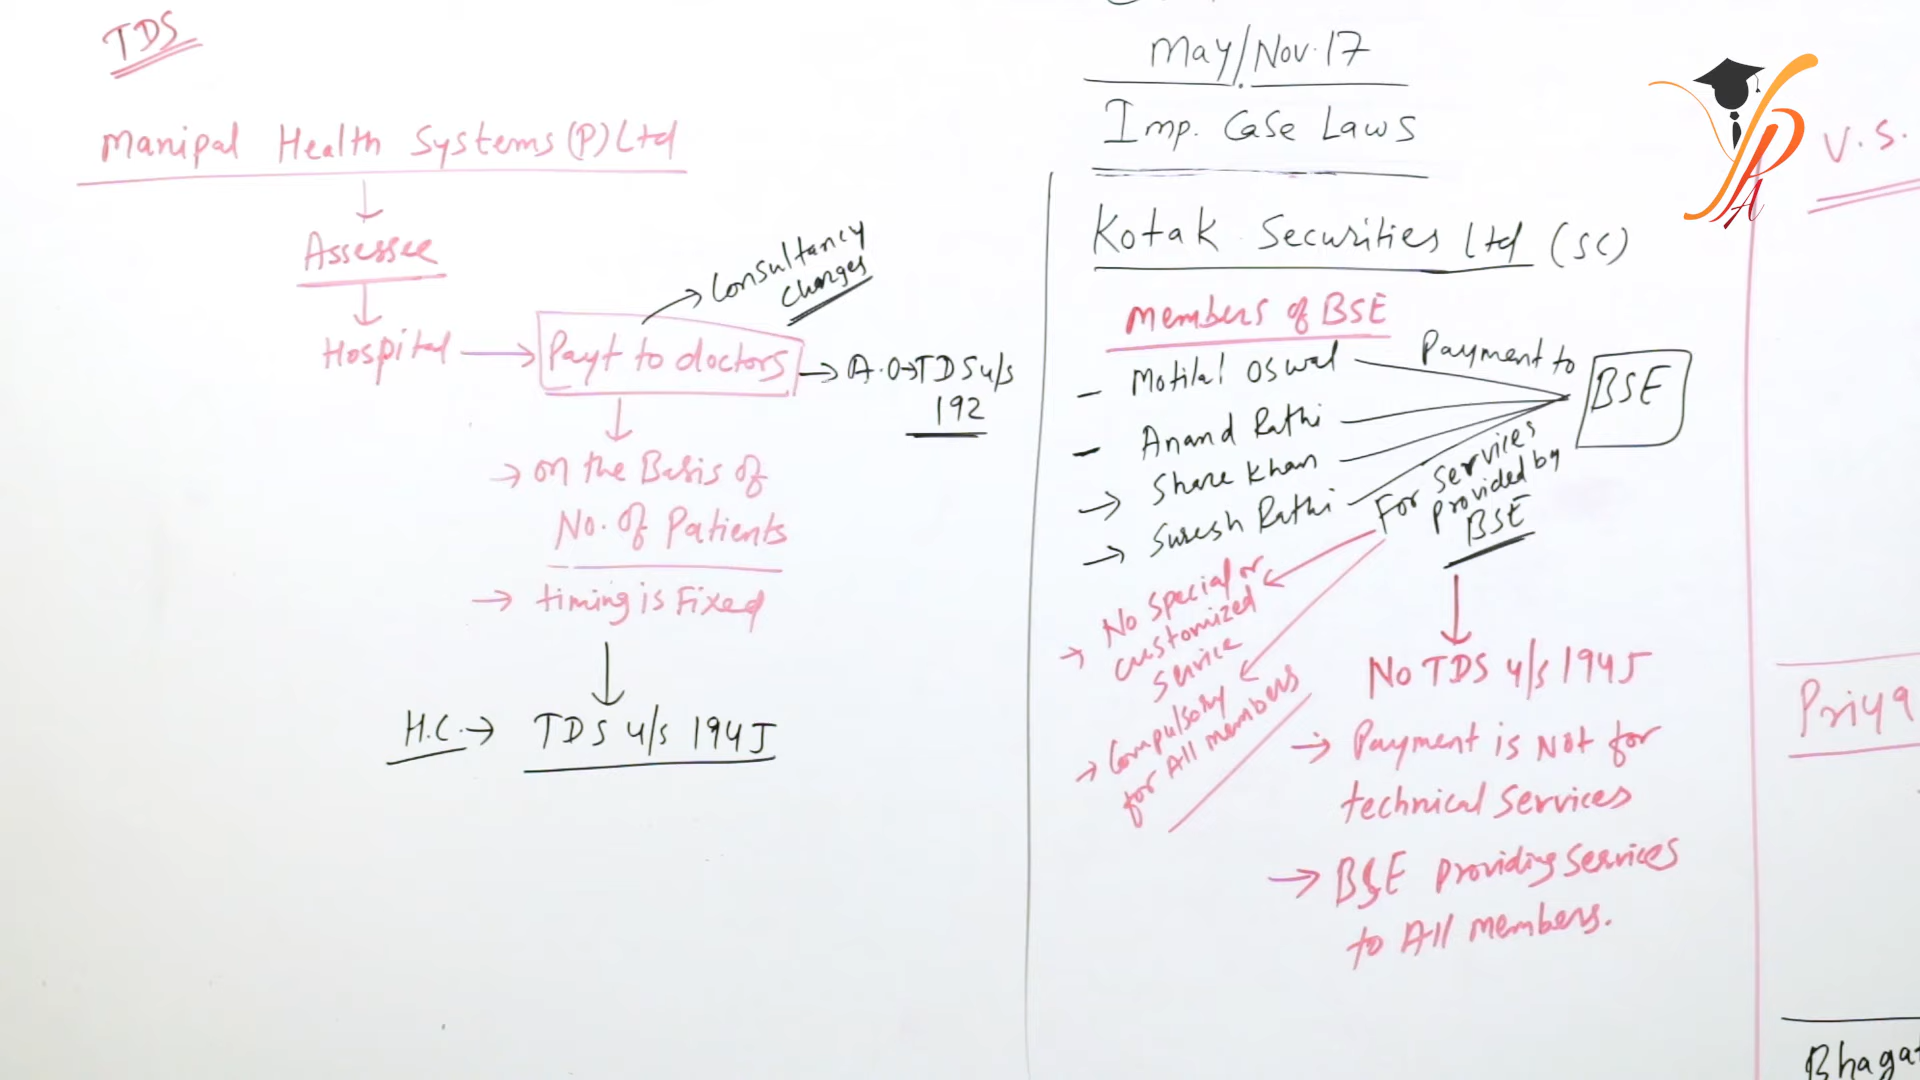 TDS
Manipal Health Systems (P) Ltd
Assessee
Hospital
Payt to doctors
Consultancy
Charges
A.O → TDS u/s
192
→ on the Basis of
No. of Patients
→ timing is Fixed
H.C. → TDS u/s 194J
May/Nov.17
Imp. Case Laws
Kotak Securities Ltd (SC)
Members of BSE
- Motilal Oswal
- Anand Rathi
→ Share Khan
→ Suresh Rathi
Payment to
BSE
For services
provided by
BSE
→ No special or
customized
service
→ Compulsory
for All members
No TDS u/s 194J
→ Payment is Not for
technical services
→ BSE Providing Services
to All members.
VPA
V.S.
Priya
Bhagat